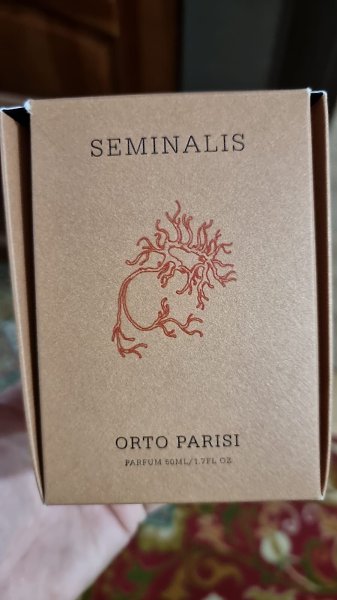 SEMINALIS
ORTO PARISI
PARFUM 50ML/1.7FL OZ